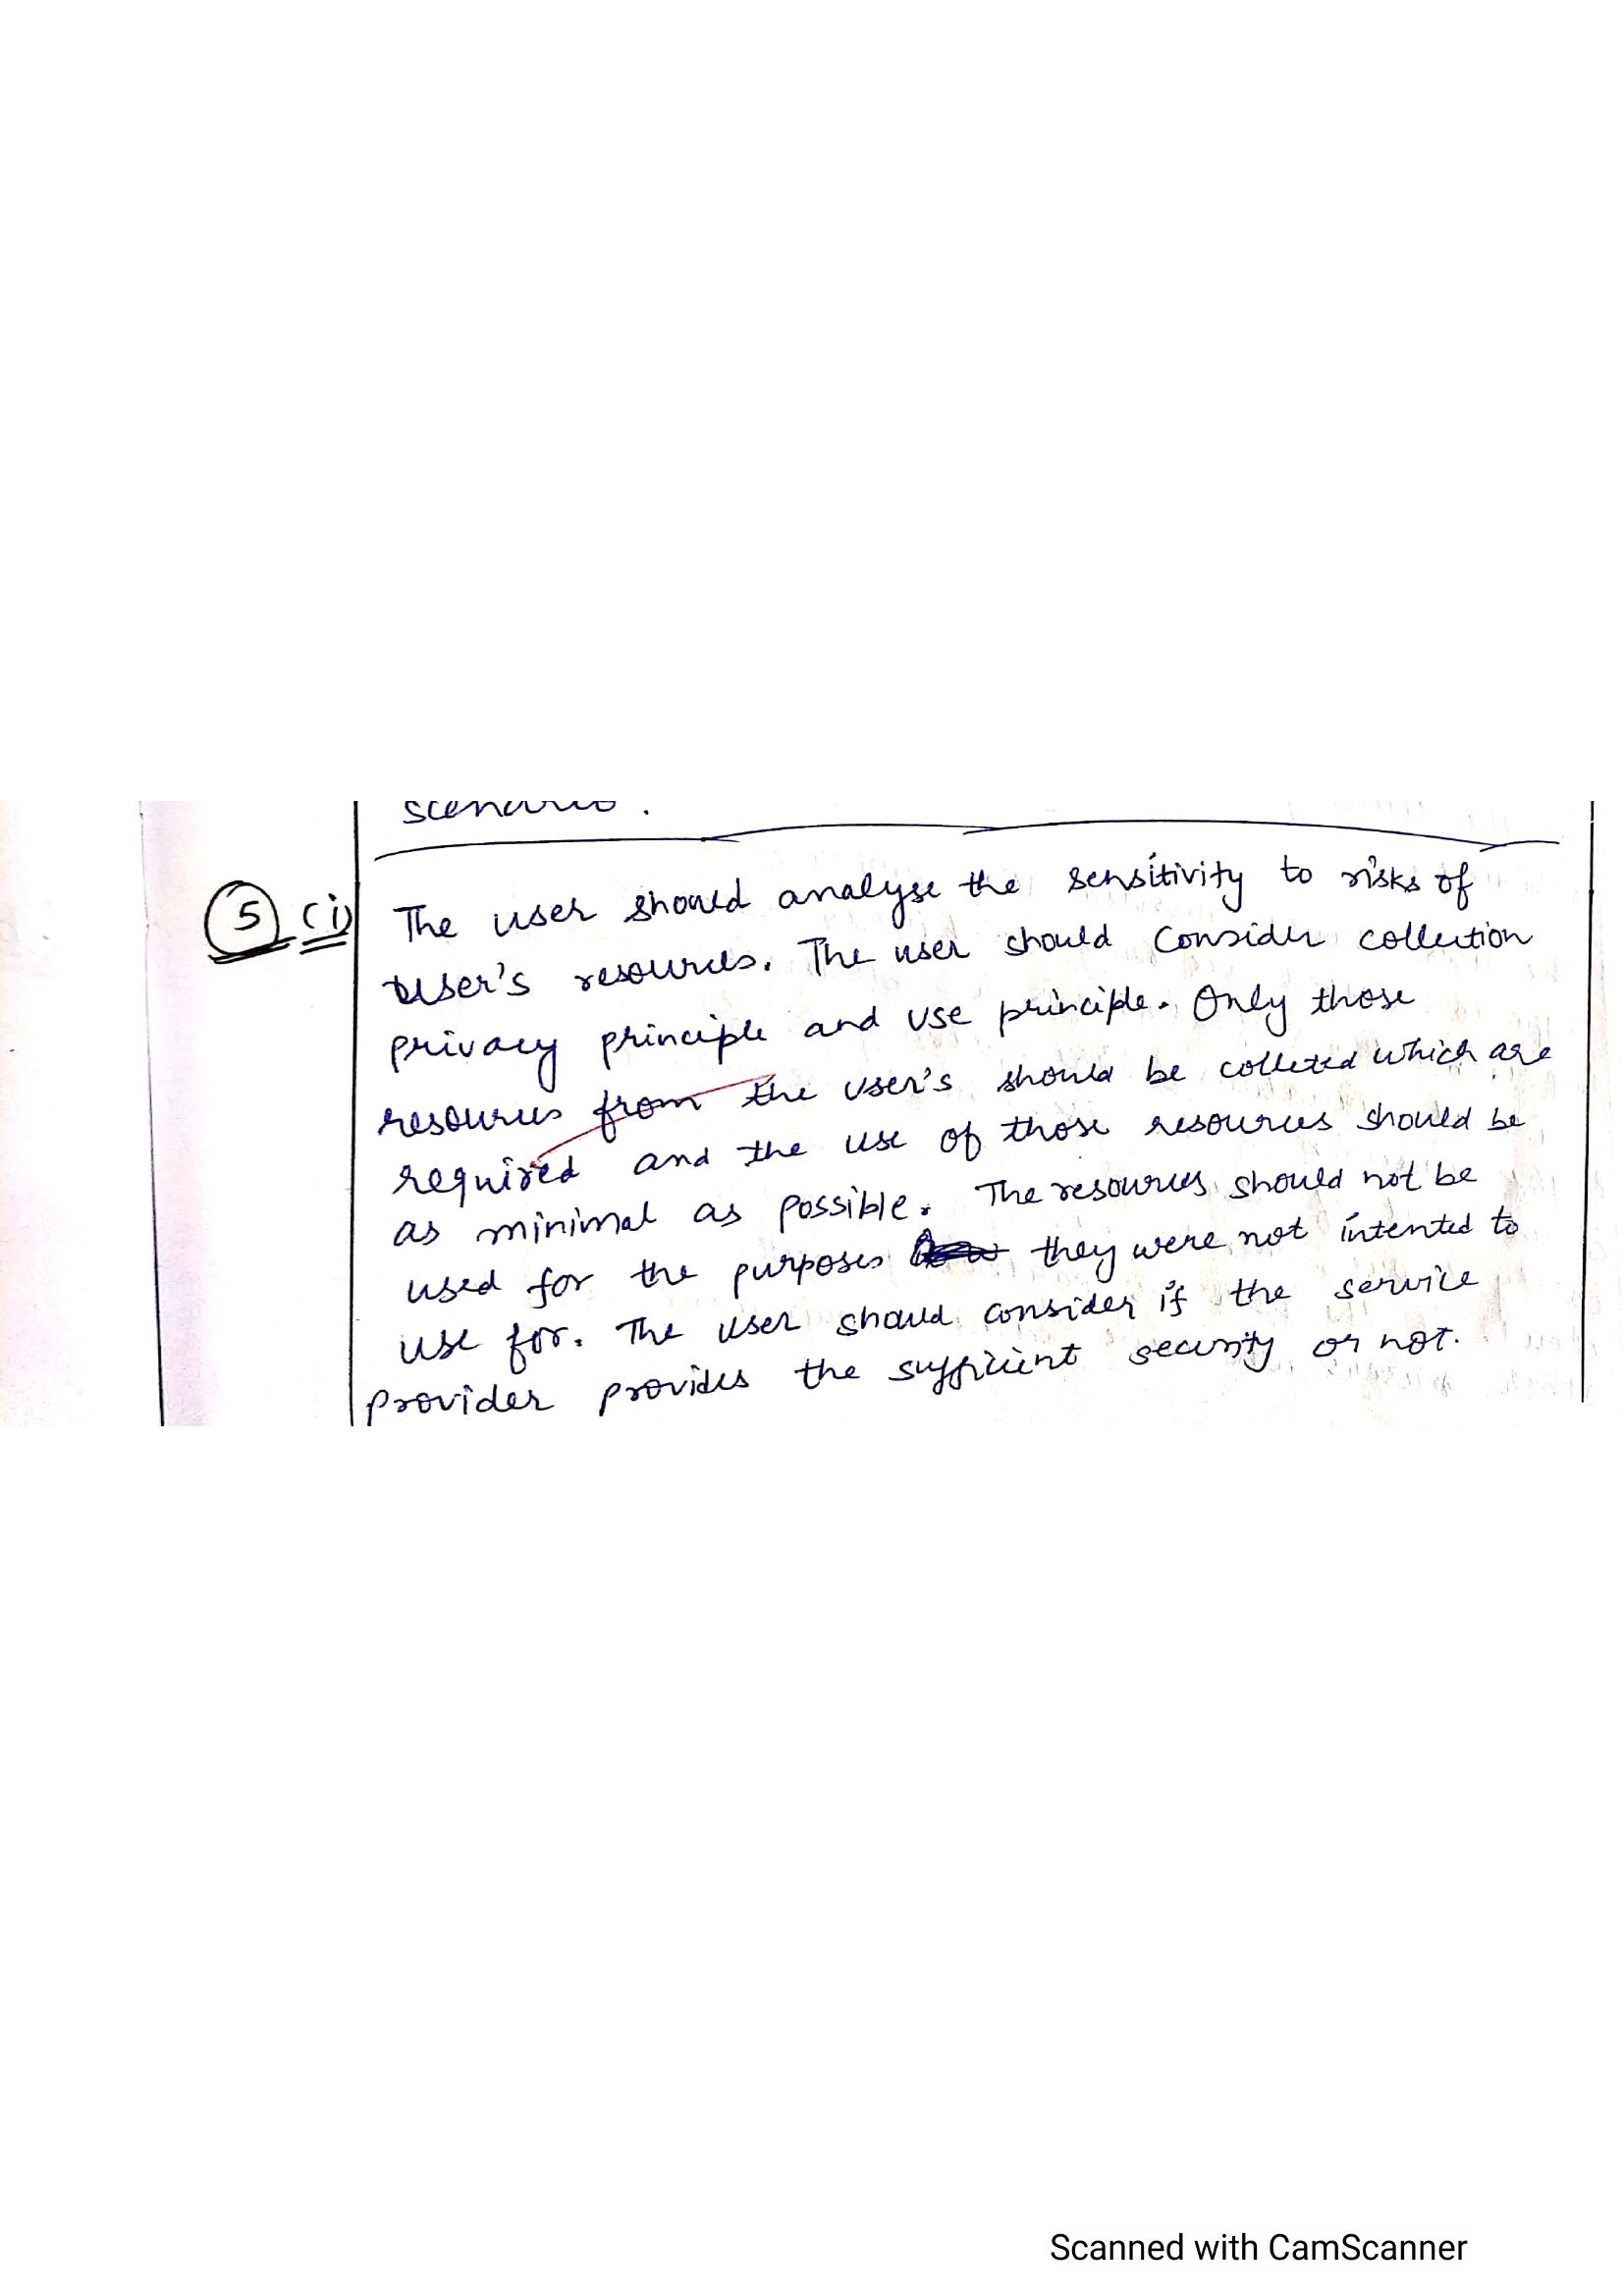 scenario.
5 (i)
The user should analyse the sensitivity to risks of
User's resources. The user should consider collection
privacy principle and use principle. Only those
resources from the user's should be colleted which are
required and the use of those resources should be
as minimal as possible. The resources should not be
used for the purposes they were not intented to
use for. The user should consider if the service
provider provides the sufficient security or not.
Scanned with CamScanner